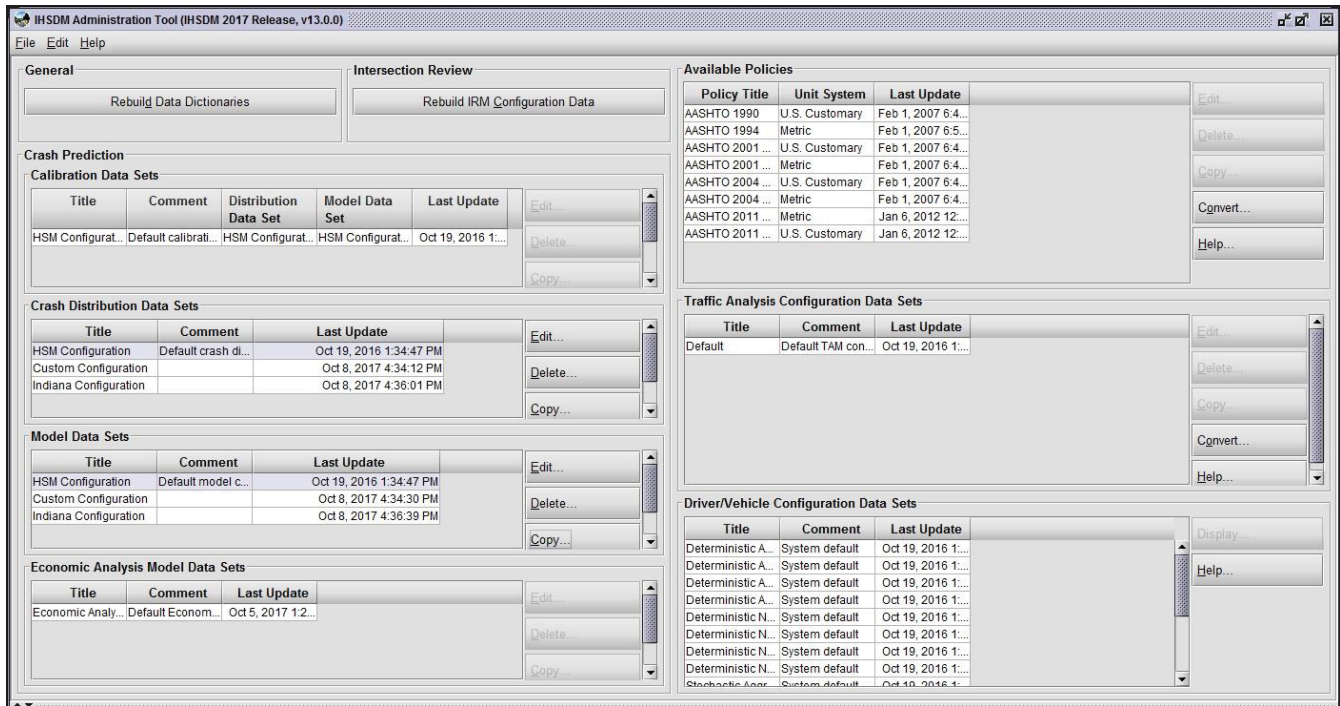 IHSDM Administration Tool (IHSDM 2017 Release, v13.0.0)
File Edit Help
General
Rebuild Data Dictionaries
Intersection Review
Rebuild IRM Configuration Data
Crash Prediction
Calibration Data Sets
Title Comment Distribution Data Set Model Data Set Last Update
HSM Configurat... Default calibrati... HSM Configurat... HSM Configurat... Oct 19, 2016 1:...
Edit...
Delete...
Copy...
Crash Distribution Data Sets
Title Comment Last Update
HSM Configuration Default crash di... Oct 19, 2016 1:34:47 PM
Custom Configuration Oct 8, 2017 4:34:12 PM
Indiana Configuration Oct 8, 2017 4:36:01 PM
Edit...
Delete...
Copy...
Model Data Sets
Title Comment Last Update
HSM Configuration Default model c... Oct 19, 2016 1:34:47 PM
Custom Configuration Oct 8, 2017 4:34:30 PM
Indiana Configuration Oct 8, 2017 4:36:39 PM
Edit...
Delete...
Copy...
Economic Analysis Model Data Sets
Title Comment Last Update
Economic Analy... Default Econom... Oct 5, 2017 1:2...
Edit...
Delete...
Copy...
Available Policies
Policy Title Unit System Last Update
AASHTO 1990 U.S. Customary Feb 1, 2007 6:4...
AASHTO 1994 Metric Feb 1, 2007 6:5...
AASHTO 2001 ... U.S. Customary Feb 1, 2007 6:4...
AASHTO 2001 ... Metric Feb 1, 2007 6:4...
AASHTO 2004 ... U.S. Customary Feb 1, 2007 6:4...
AASHTO 2004 ... Metric Feb 1, 2007 6:4...
AASHTO 2011 ... Metric Jan 6, 2012 12:...
AASHTO 2011 ... U.S. Customary Jan 6, 2012 12:...
Edit...
Delete...
Copy...
Convert...
Help...
Traffic Analysis Configuration Data Sets
Title Comment Last Update
Default Default TAM con... Oct 19, 2016 1:...
Edit...
Delete...
Copy...
Convert...
Help...
Driver/Vehicle Configuration Data Sets
Title Comment Last Update
Deterministic A... System default Oct 19, 2016 1:...
Deterministic A... System default Oct 19, 2016 1:...
Deterministic A... System default Oct 19, 2016 1:...
Deterministic A... System default Oct 19, 2016 1:...
Deterministic N... System default Oct 19, 2016 1:...
Deterministic N... System default Oct 19, 2016 1:...
Deterministic N... System default Oct 19, 2016 1:...
Deterministic N... System default Oct 19, 2016 1:...
Stochastic Aggr... System default Oct 19, 2016 1:...
Display...
Help...